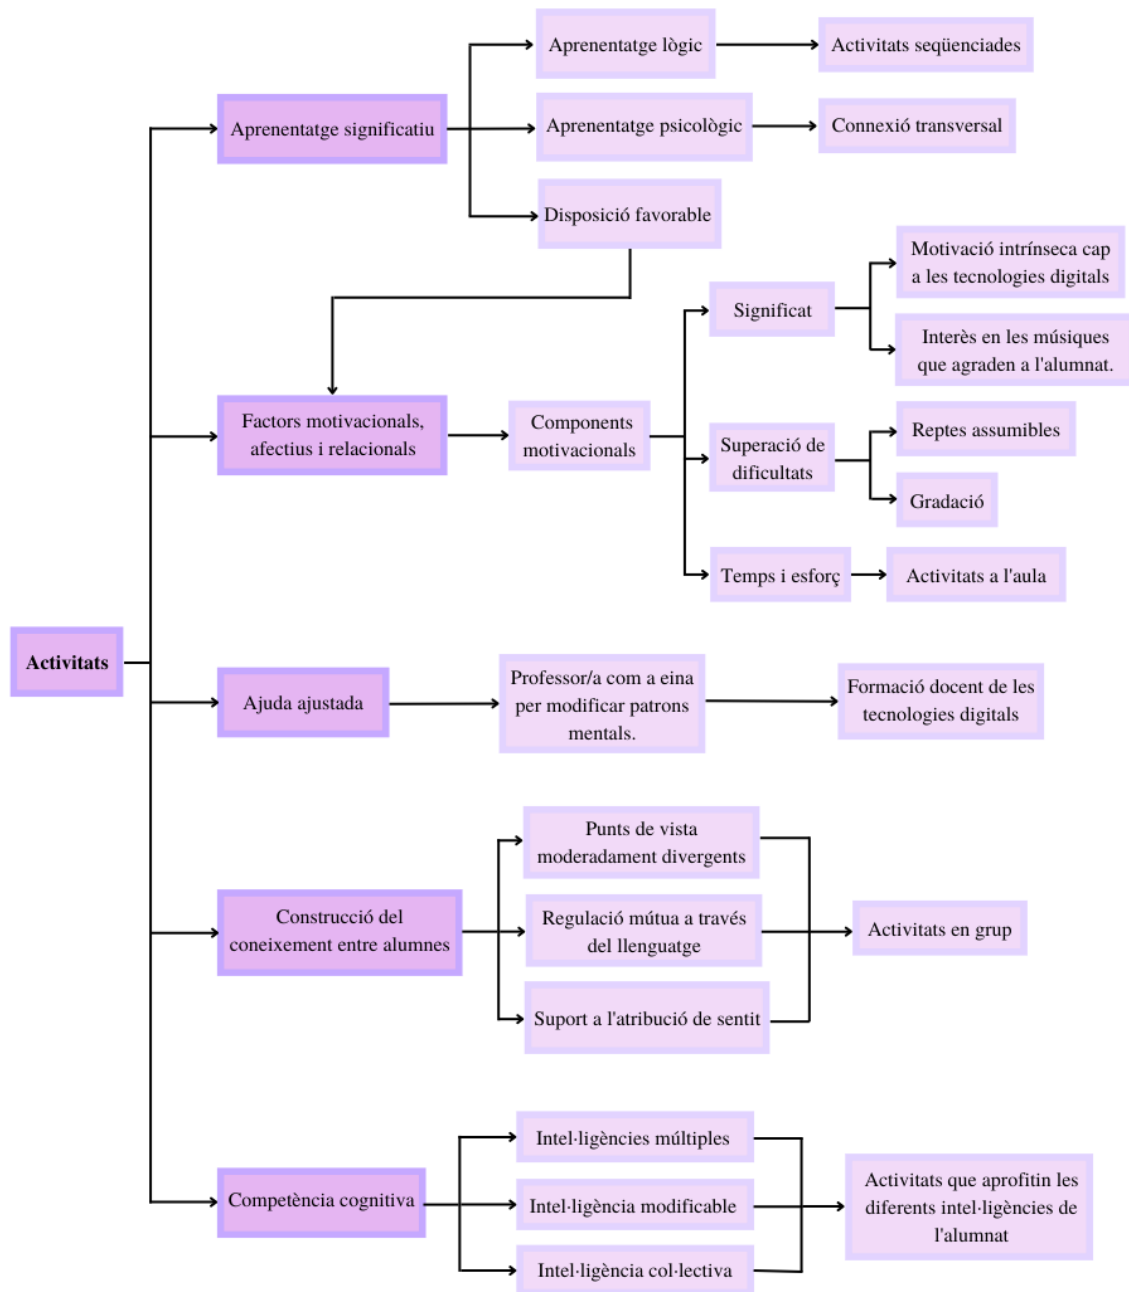 Aprenentatge lògic
Activitats seqüenciades
Aprenentatge significatiu
Aprenentatge psicològic
Connexió transversal
Disposició favorable
Motivació intrínseca cap
a les tecnologies digitals
Significat
Interès en les músiques
que agraden a l'alumnat.
Factors motivacionals,
afectius i relacionals
Components
motivacionals
Superació de
dificultats
Reptes assumibles
Gradació
Temps i esforç
Activitats a l'aula
Activitats
Ajuda ajustada
Professor/a com a eina
per modificar patrons
mentals.
Formació docent de les
tecnologies digitals
Punts de vista
moderadament divergents
Construcció del
coneixement entre alumnes
Regulació mútua a través
del llenguatge
Activitats en grup
Suport a l'atribució de sentit
Intel·ligències múltiples
Competència cognitiva
Intel·ligència modificable
Activitats que aprofitin les
diferents intel·ligències de
l'alumnat
Intel·ligència col·lectiva